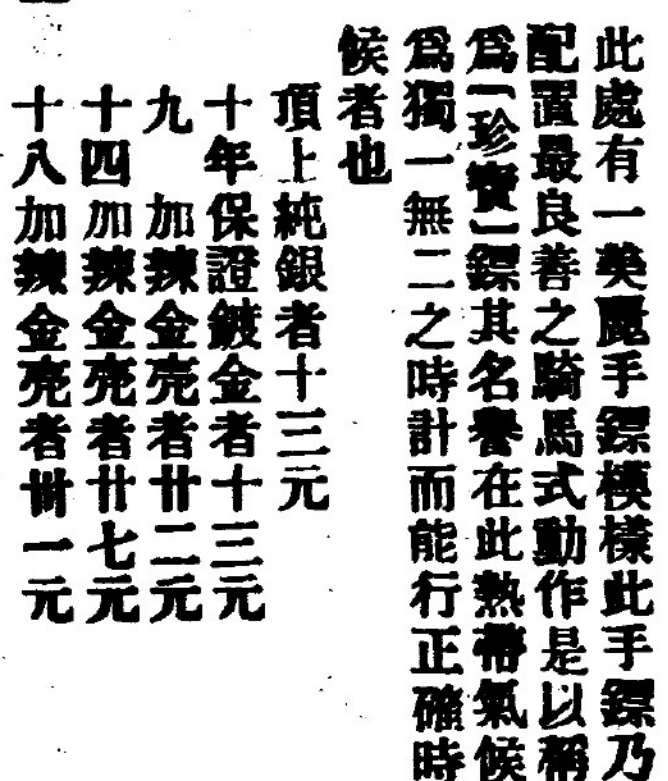 此處有一美麗手鏢模樣此手鏢乃
配置最良善之騎馬式動作是以稱
爲「珍寶」鏢其名譽在此熱帶氣候
爲獨一無二之時計而能行正確時
候者也
頂上純銀者十三元
十年保證鍍金者十三元
九　加辣金壳者廿二元
十四加辣金壳者廿七元
十八加辣金壳者卌一元